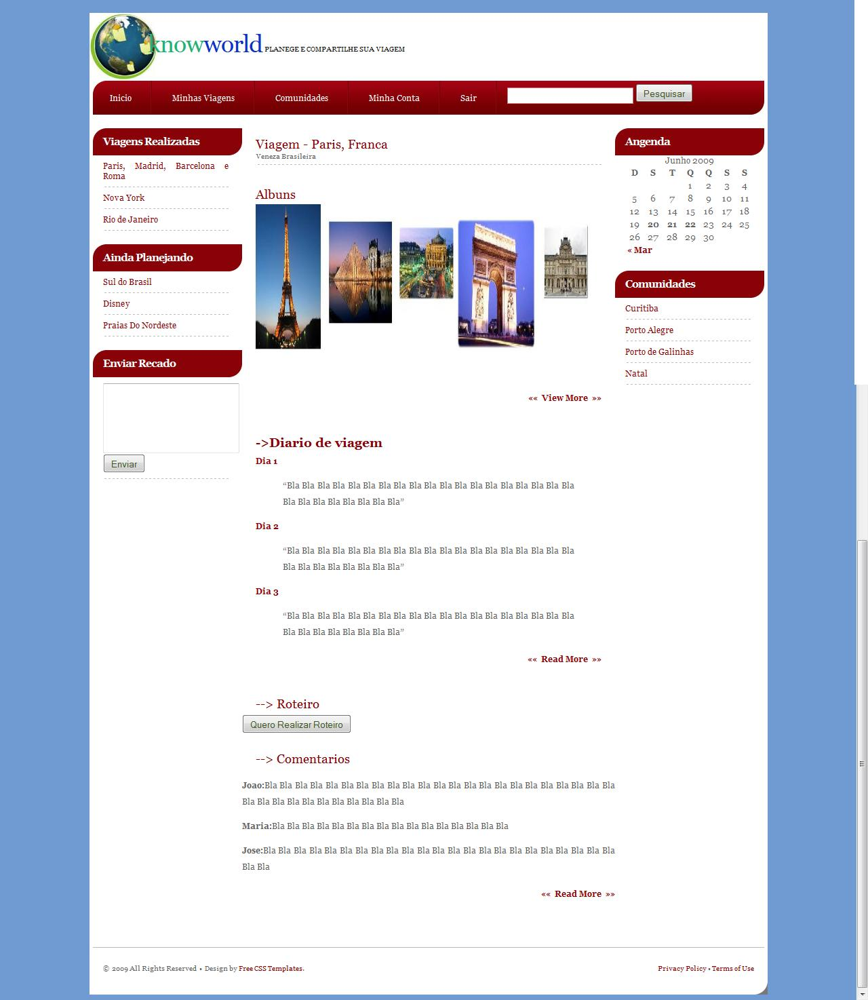 knowworld PLANEGE E COMPARTILHE SUA VIAGEM
Inicio Minhas Viagens Comunidades Minha Conta Sair Pesquisar
Viagens Realizadas
Paris, Madrid, Barcelona e
Roma
Nova York
Rio de Janeiro
Ainda Planejando
Sul do Brasil
Disney
Praias Do Nordeste
Enviar Recado
Enviar
Viagem - Paris, Franca
Veneza Brasileira
Albuns
«« View More »»
->Diario de viagem
Dia 1
“Bla Bla Bla Bla Bla Bla Bla Bla Bla Bla Bla Bla Bla Bla Bla Bla Bla Bla Bla
Bla Bla Bla Bla Bla Bla Bla Bla”
Dia 2
“Bla Bla Bla Bla Bla Bla Bla Bla Bla Bla Bla Bla Bla Bla Bla Bla Bla Bla Bla
Bla Bla Bla Bla Bla Bla Bla Bla”
Dia 3
“Bla Bla Bla Bla Bla Bla Bla Bla Bla Bla Bla Bla Bla Bla Bla Bla Bla Bla Bla
Bla Bla Bla Bla Bla Bla Bla Bla”
«« Read More »»
--> Roteiro
Quero Realizar Roteiro
--> Comentarios
Joao:Bla Bla Bla Bla Bla Bla Bla Bla Bla Bla Bla Bla Bla Bla Bla Bla Bla Bla Bla Bla Bla Bla Bla
Bla Bla Bla Bla Bla Bla Bla Bla Bla Bla Bla
Maria:Bla Bla Bla Bla Bla Bla Bla Bla Bla Bla Bla Bla Bla Bla Bla Bla
Jose:Bla Bla Bla Bla Bla Bla Bla Bla Bla Bla Bla Bla Bla Bla Bla Bla Bla Bla Bla Bla Bla Bla Bla
Bla Bla
«« Read More »»
Angenda
Junho 2009
D S T Q Q S S
1 2 3 4
5 6 7 8 9 10 11
12 13 14 15 16 17 18
19 20 21 22 23 24 25
26 27 28 29 30
« Mar
Comunidades
Curitiba
Porto Alegre
Porto de Galinhas
Natal
© 2009 All Rights Reserved • Design by Free CSS Templates.
Privacy Policy • Terms of Use